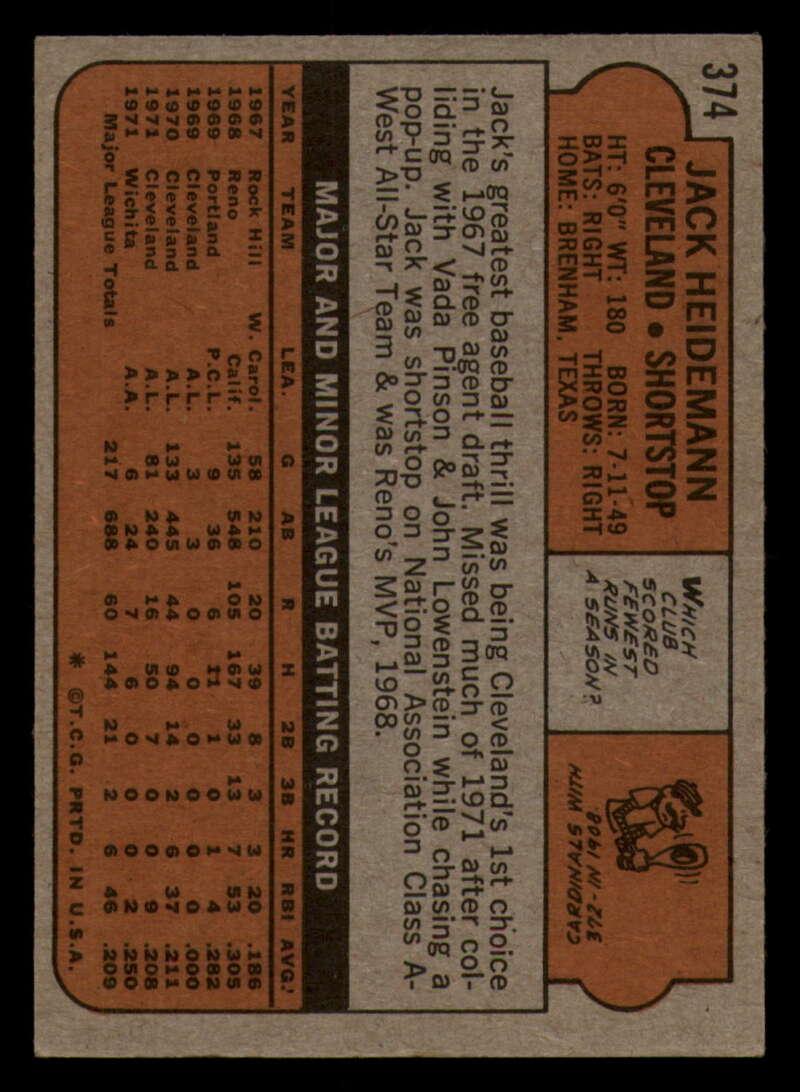 374
JACK HEIDEMANN
CLEVELAND • SHORTSTOP
HT: 6'0" WT: 180 BORN: 7-11-49
BATS: RIGHT THROWS: RIGHT
HOME: BRENHAM, TEXAS
WHICH
CLUB
SCORED
FEWEST
RUNS IN
A SEASON?
372 - IN 1908.
CARDINALS WITH
Jack's greatest baseball thrill was being Cleveland's 1st choice
in the 1967 free agent draft. Missed much of 1971 after col-
liding with Vada Pinson & John Lowenstein while chasing a
pop-up. Jack was shortstop on National Association Class A-
West All-Star Team & was Reno's MVP, 1968.
MAJOR AND MINOR LEAGUE BATTING RECORD
YEAR TEAM LEA. G AB R H 2B 3B HR RBI AVG.
1967 Rock Hill W. Carol. 58 210 20 39 8 3 3 20 .186
1968 Reno Calif. 135 548 105 167 33 13 7 53 .305
1969 Portland P.C.L. 9 36 6 11 1 0 1 4 .282
1969 Cleveland A.L. 3 3 0 0 0 0 0 0 .000
1970 Cleveland A.L. 133 445 44 94 14 2 6 37 .211
1971 Cleveland A.L. 81 240 16 50 7 0 0 9 .208
1971 Wichita A.A. 6 24 7 6 0 0 0 2 .250
Major League Totals 217 688 60 144 21 2 6 46 .209
* ©T.C.G. PRTD. IN U.S.A.